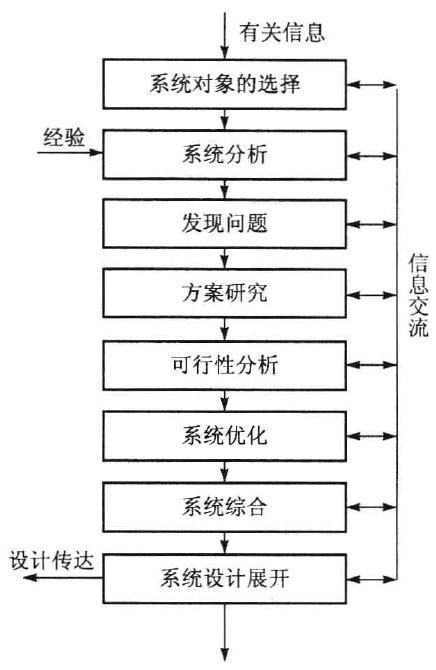 有关信息
系统对象的选择
经验
系统分析
发现问题
方案研究
信息交流
可行性分析
系统优化
系统综合
设计传达
系统设计展开